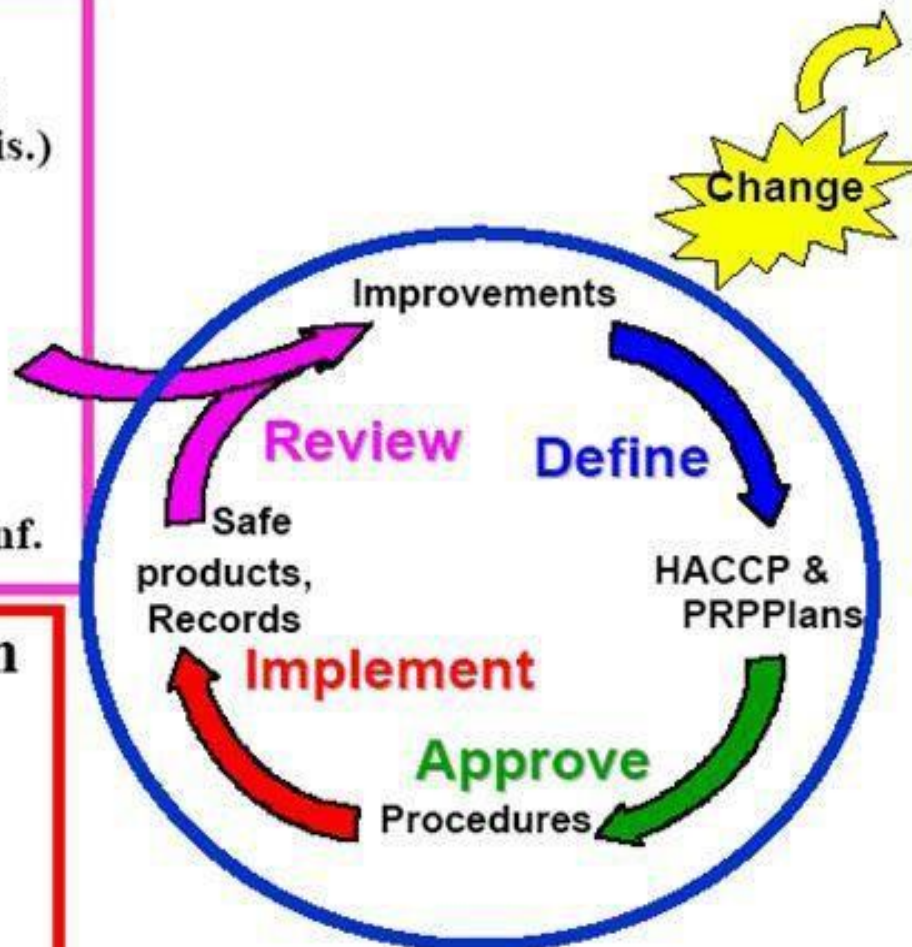 is.)
Change
Improvements
Review
Define
nf.
Safe
products,
Records
HACCP &
PRPPlans
n
Implement
Approve
Procedures